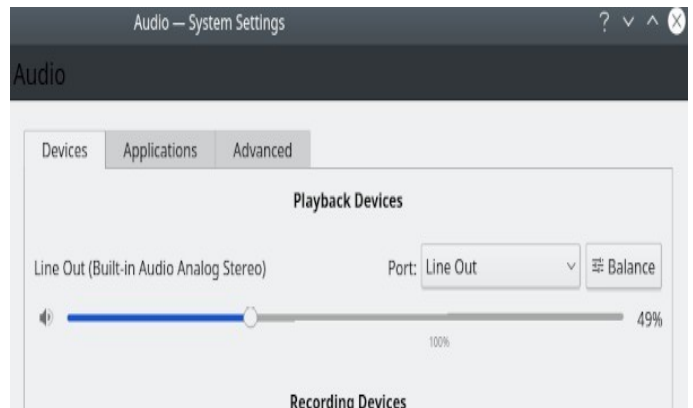 Audio — System Settings
Audio
Devices Applications Advanced
Playback Devices
Line Out (Built-in Audio Analog Stereo) Port: Line Out Balance
49%
100%
Recording Devices